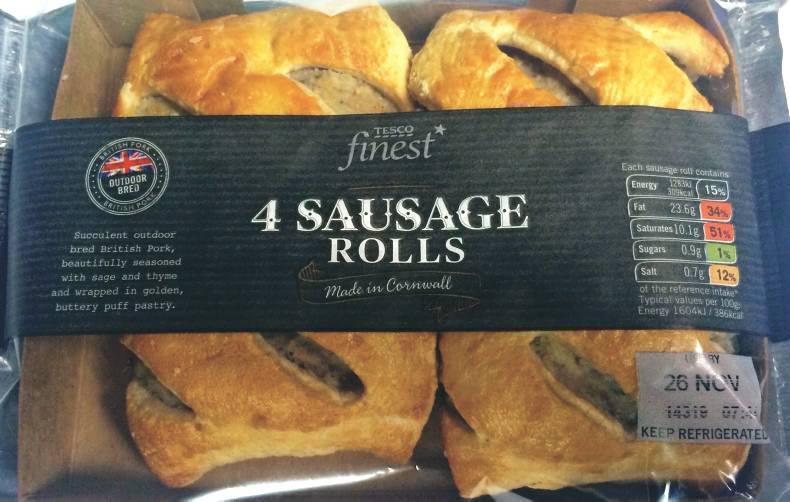 BRITISH PORK
OUTDOOR
BRED
BRITISH PORK
Succulent outdoor
bred British Pork,
beautifully seasoned
with sage and thyme
and wrapped in golden,
buttery puff pastry.
TESCO
finest*
4 SAUSAGE
ROLLS
Made in Cornwall
Each sausage roll contains
Energy 1283kJ 309kcal 15%
Fat 23.6g 34%
Saturates 10.1g 51%
Sugars 0.9g 1%
Salt 0.7g 12%
of the reference intake*
Typical values per 100g:
Energy 1604kJ / 386kcal
USE BY
26 NOV
14319
KEEP REFRIGERATED